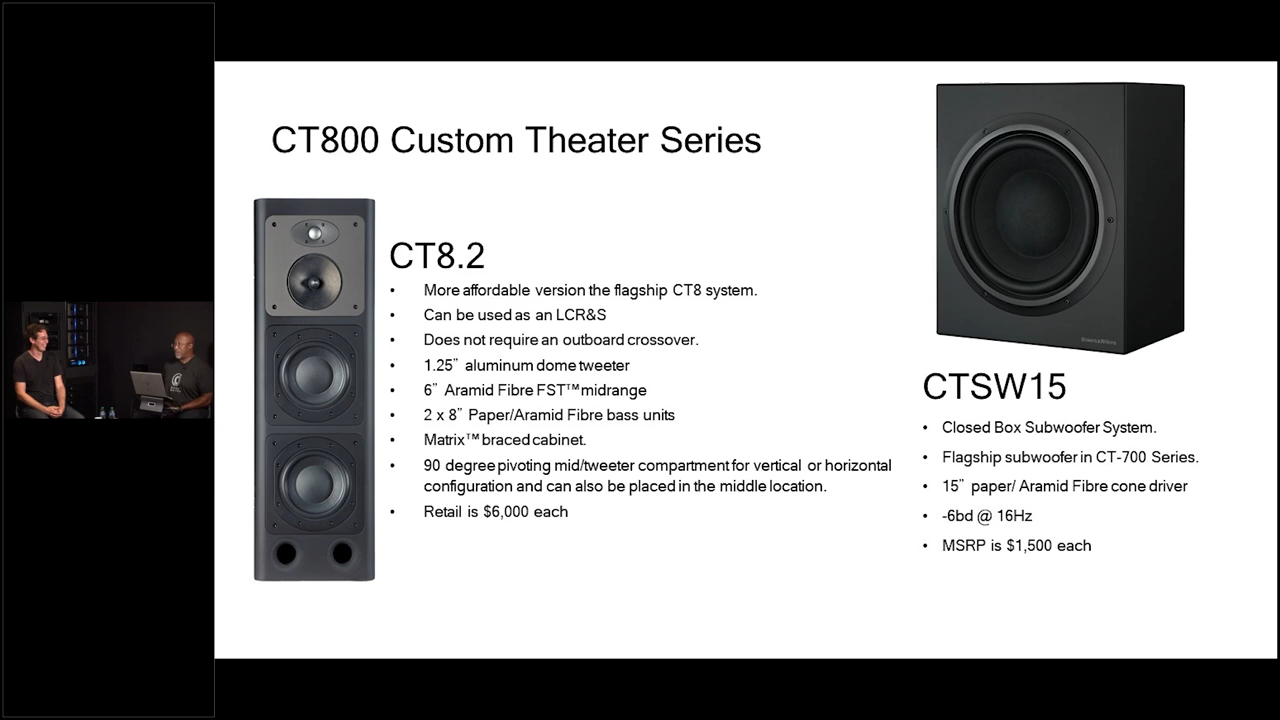 CT800 Custom Theater Series
CT8.2
• More affordable version the flagship CT8 system.
• Can be used as an LCR&S
• Does not require an outboard crossover.
• 1.25” aluminum dome tweeter
• 6” Aramid Fibre FST™ midrange
• 2 x 8” Paper/Aramid Fibre bass units
• Matrix™ braced cabinet.
• 90 degree pivoting mid/tweeter compartment for vertical or horizontal
configuration and can also be placed in the middle location.
• Retail is $6,000 each
Bowers & Wilkins
CTSW15
• Closed Box Subwoofer System.
• Flagship subwoofer in CT-700 Series.
• 15” paper/ Aramid Fibre cone driver
• -6bd @ 16Hz
• MSRP is $1,500 each